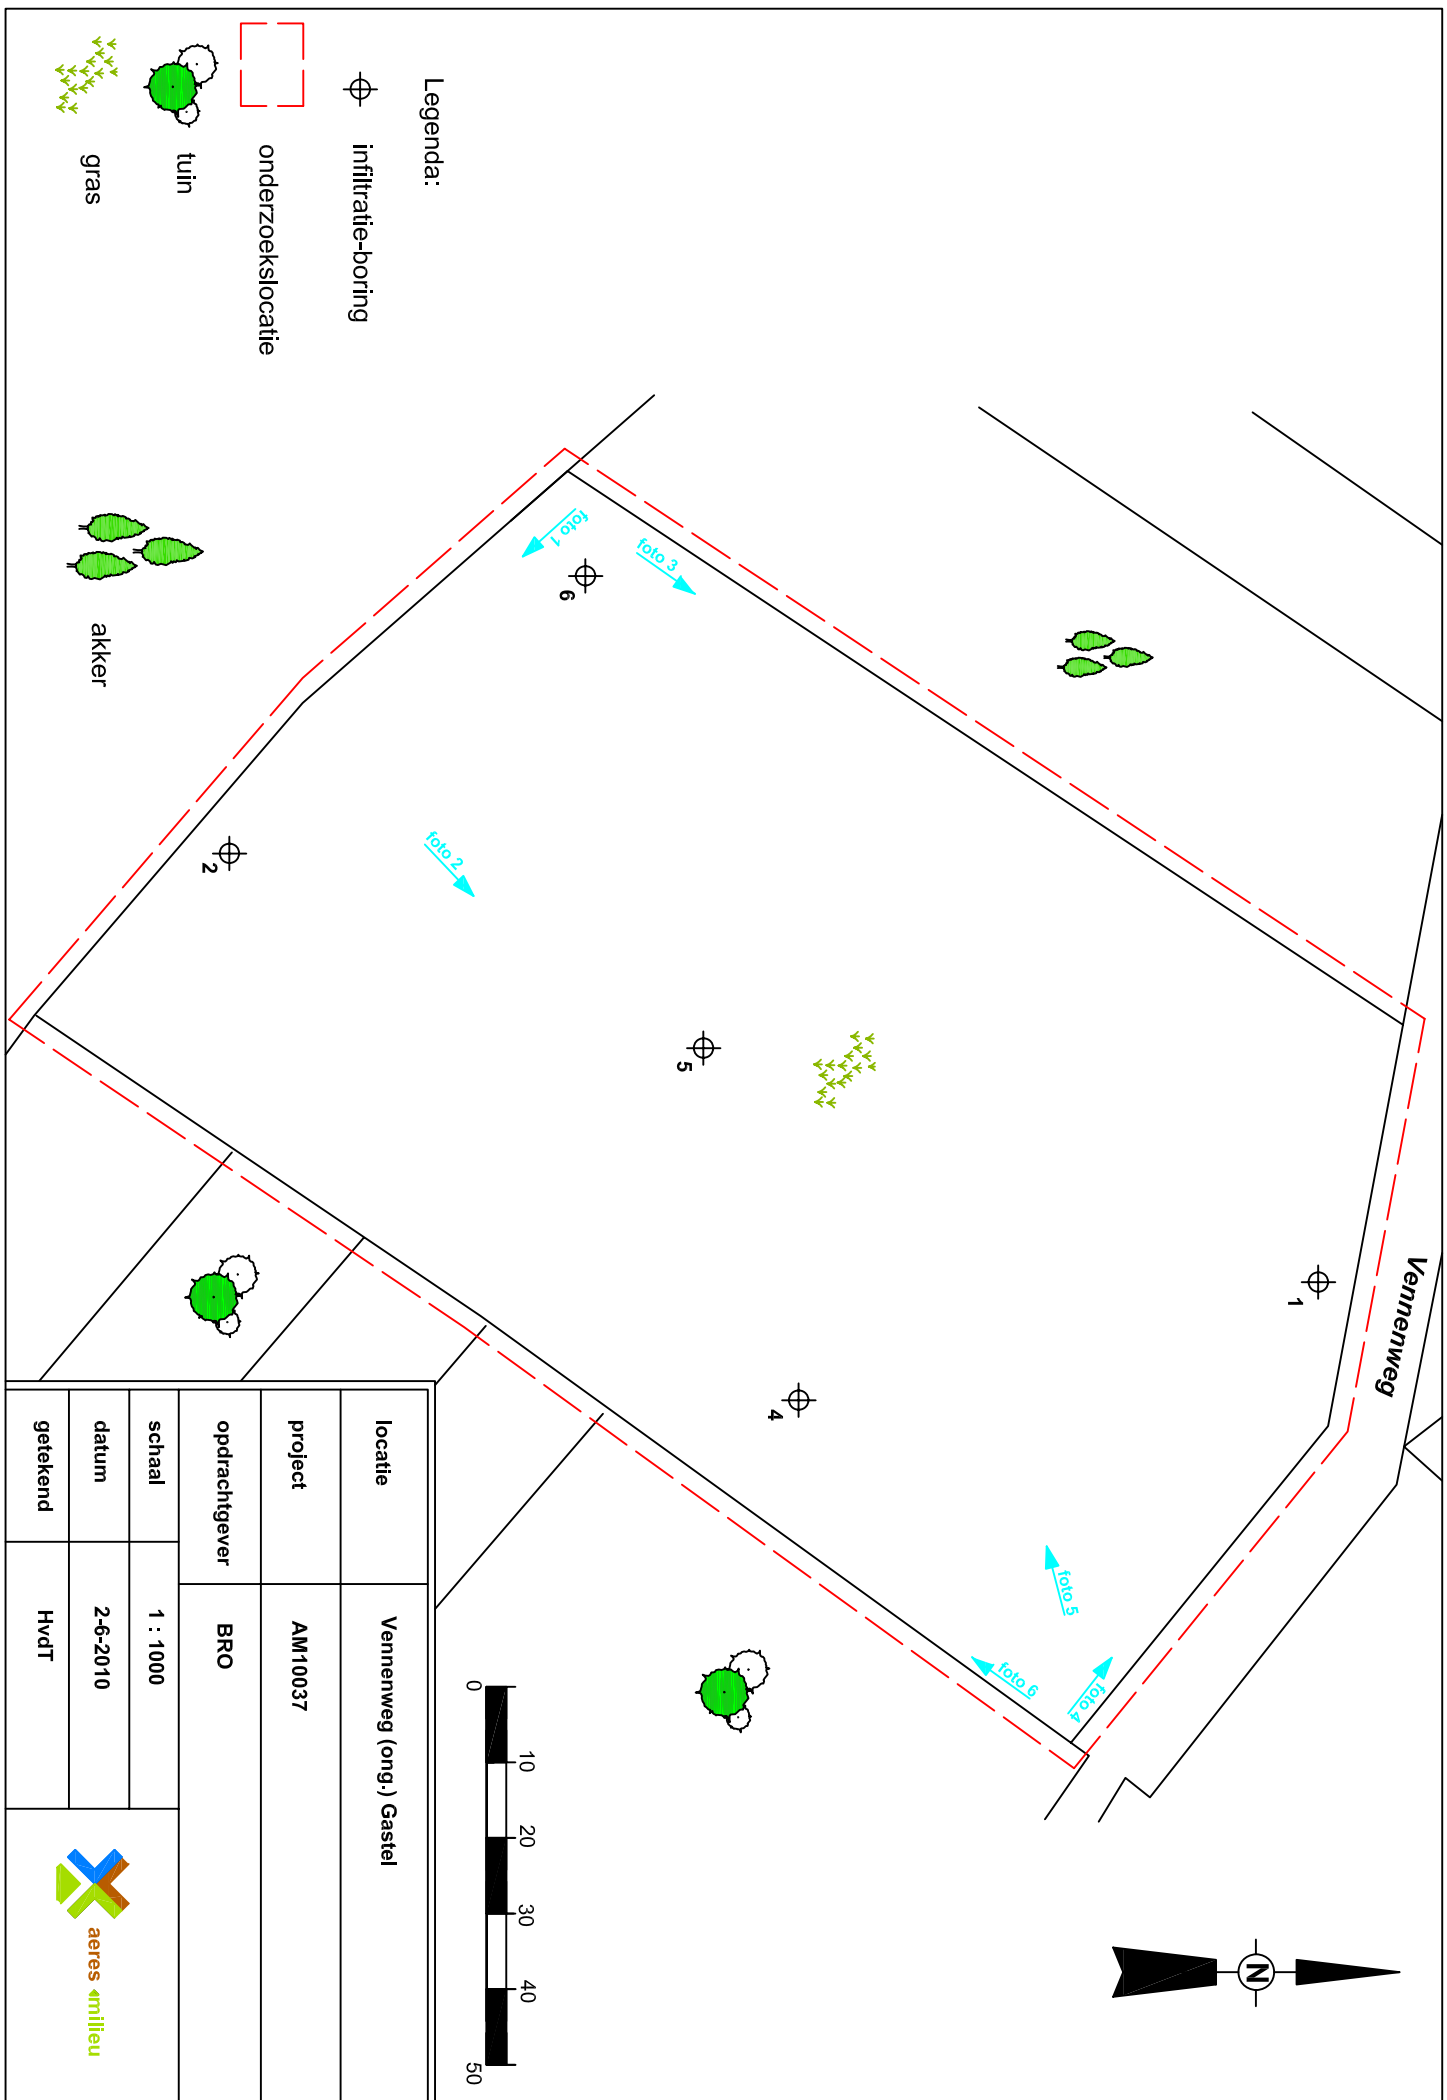 Vennenweg
1
foto 5
foto 4
foto 6
4
5
foto 3
foto 1
6
foto 2
2
Legenda:
infiltratie-boring
onderzoekslocatie
tuin
gras
akker
N
0 10 20 30 40 50
locatie Vennenweg (ong.) Gastel
project AM10037
opdrachtgever BRO
schaal 1 : 1000
datum 2-6-2010
getekend HvdT
aeres milieu